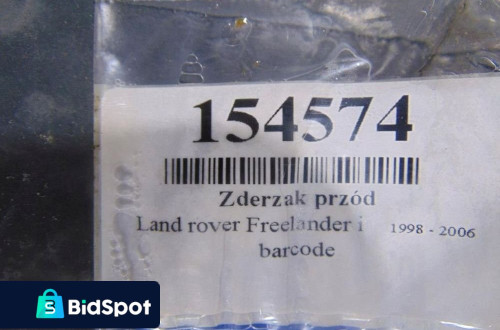 154574
Zderzak przód
Land rover Freelander i 1998 - 2006
barcode
BidSpot